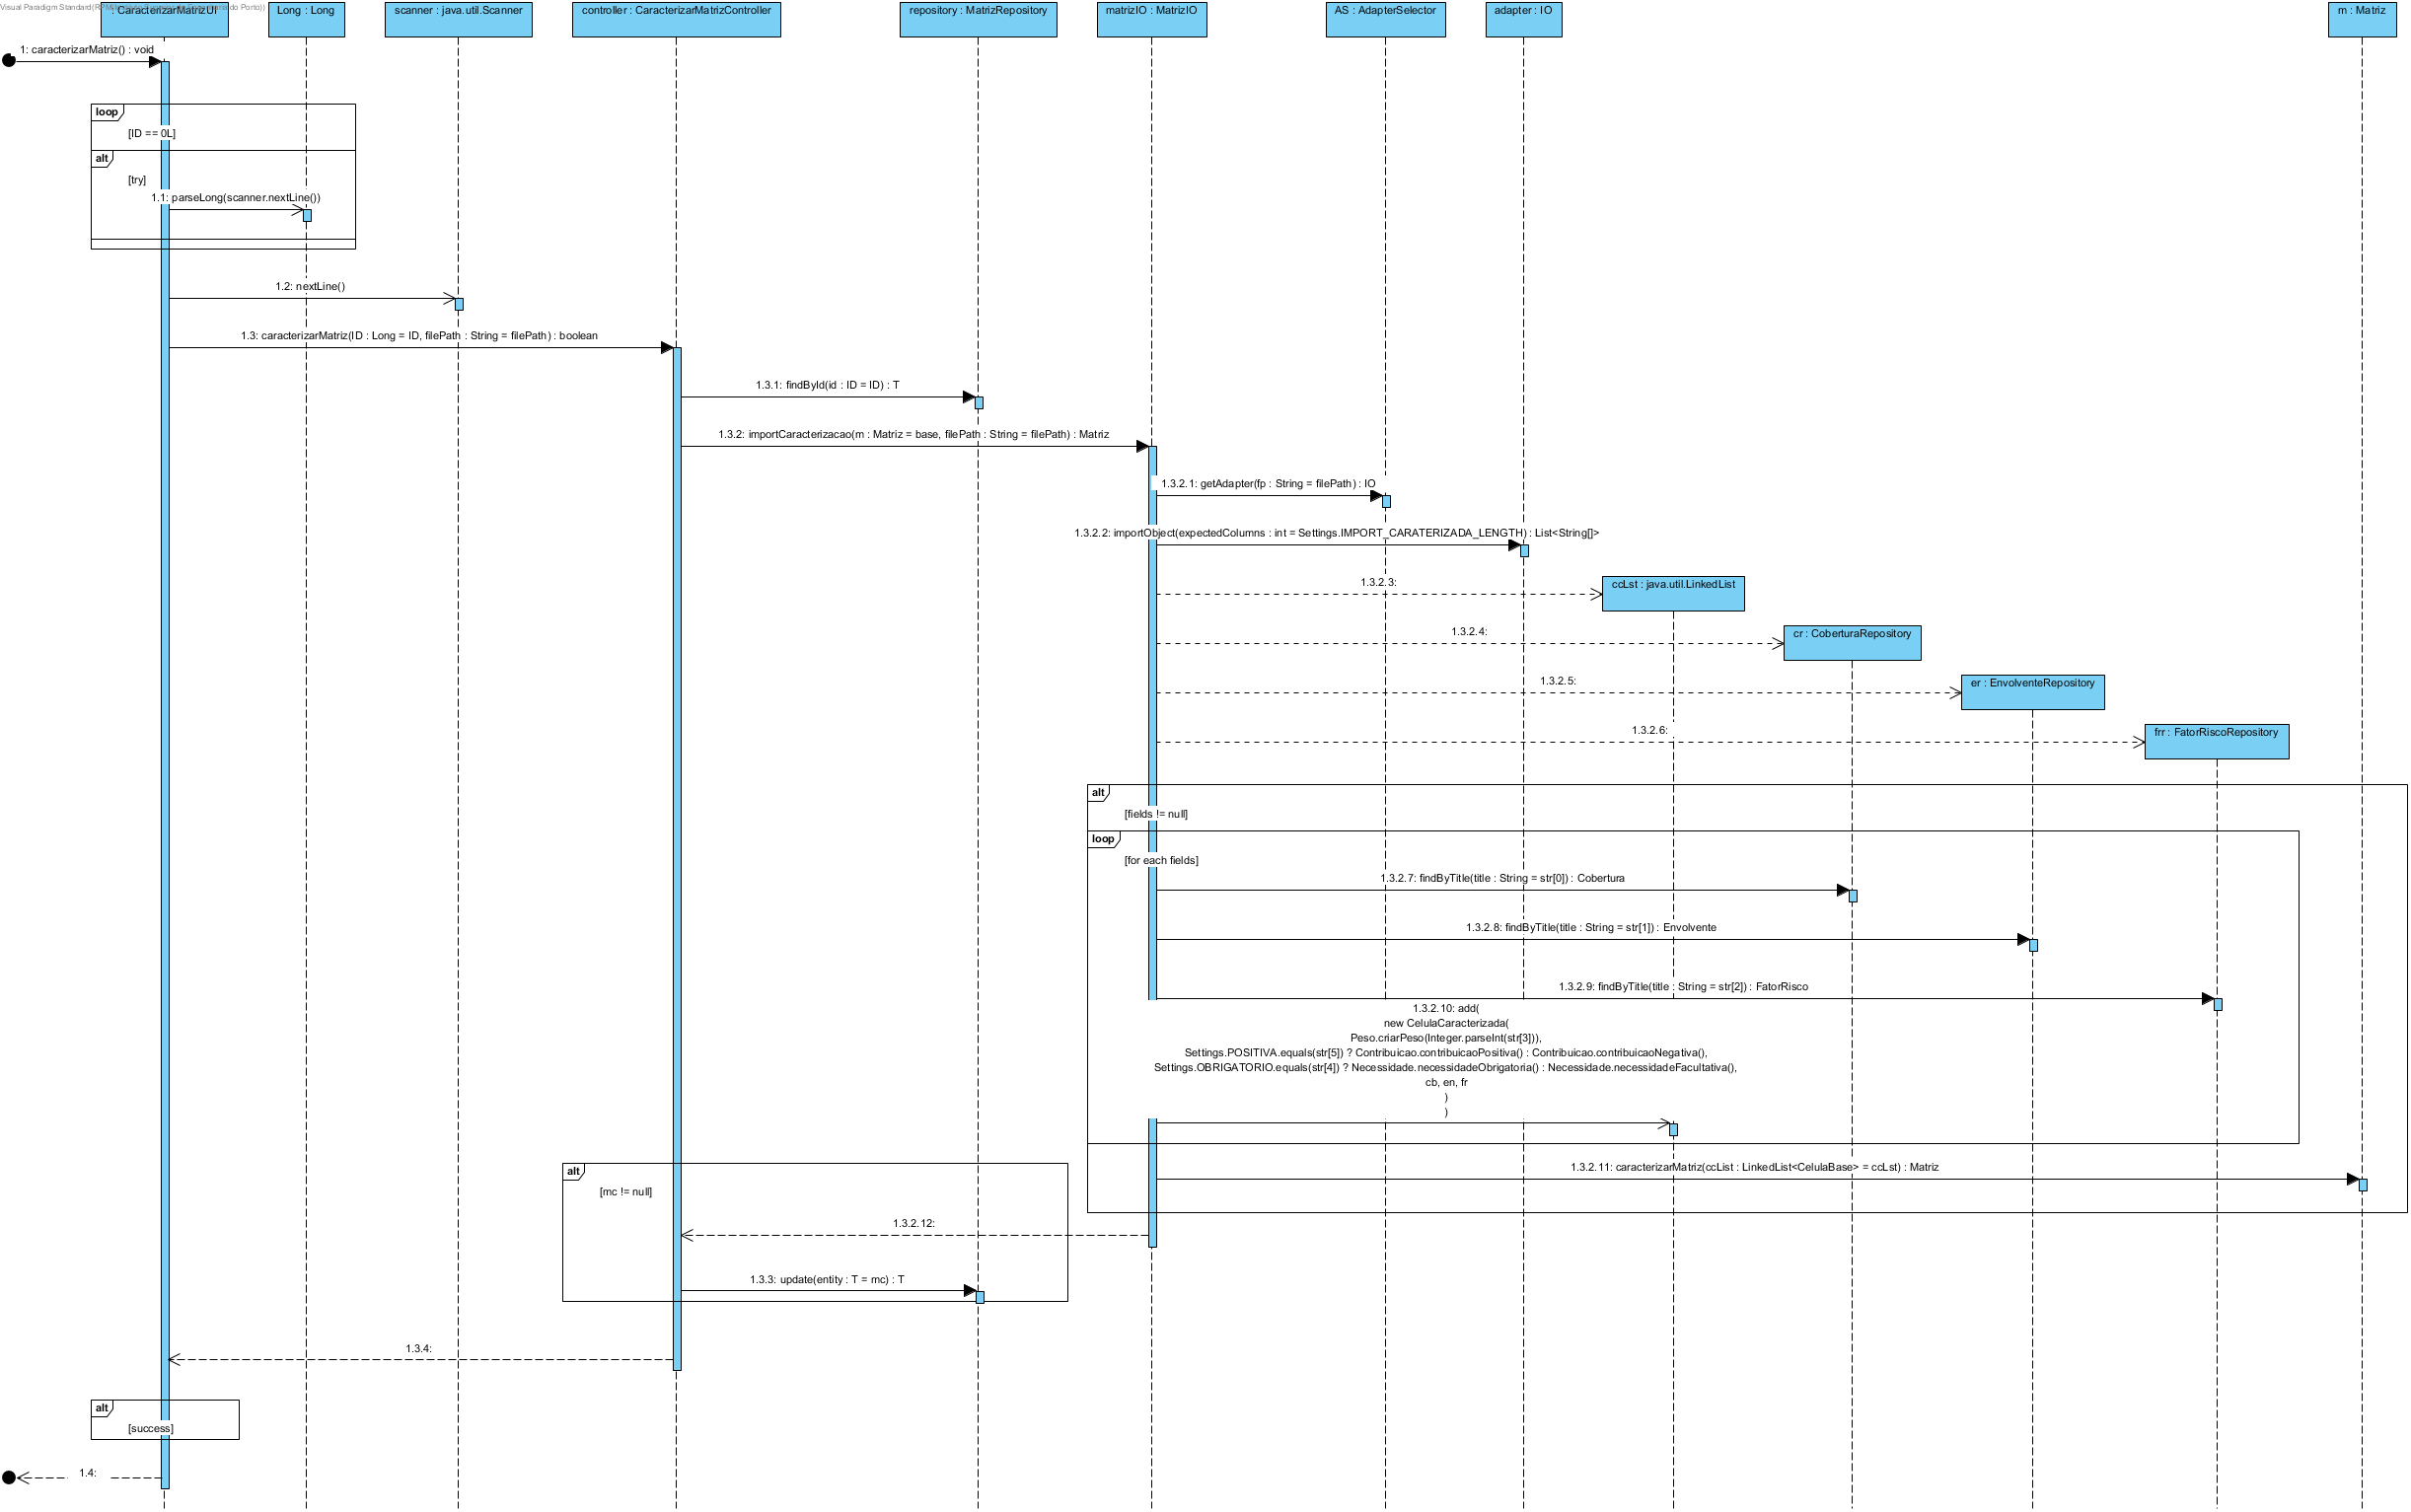 : CaracterizarMatrizUI
Long : Long
scanner : java.util.Scanner
controller : CaracterizarMatrizController
repository : MatrizRepository
matrizIO : MatrizIO
AS : AdapterSelector
adapter : IO
m : Matriz
1: caracterizarMatriz() : void
loop
[ID == 0L]
alt
[try]
1.1: parseLong(scanner.nextLine())
1.2: nextLine()
1.3: caracterizarMatriz(ID : Long = ID, filePath : String = filePath) : boolean
1.3.1: findById(id : ID = ID) : T
1.3.2: importCaracterizacao(m : Matriz = base, filePath : String = filePath) : Matriz
1.3.2.1: getAdapter(fp : String = filePath) : IO
1.3.2.2: importObject(expectedColumns : int = Settings.IMPORT_CARATERIZADA_LENGTH) : List<String[]>
1.3.2.3:
ccLst : java.util.LinkedList
1.3.2.4:
cr : CoberturaRepository
1.3.2.5:
er : EnvolventeRepository
1.3.2.6:
frr : FatorRiscoRepository
alt
[fields != null]
loop
[for each fields]
1.3.2.7: findByTitle(title : String = str[0]) : Cobertura
1.3.2.8: findByTitle(title : String = str[1]) : Envolvente
1.3.2.9: findByTitle(title : String = str[2]) : FatorRisco
1.3.2.10: add(
new CelulaCaracterizada(
Peso.criarPeso(Integer.parseInt(str[3])),
Settings.POSITIVA.equals(str[5]) ? Contribuicao.contribuicaoPositiva() : Contribuicao.contribuicaoNegativa(),
Settings.OBRIGATORIO.equals(str[4]) ? Necessidade.necessidadeObrigatoria() : Necessidade.necessidadeFacultativa(),
cb, en, fr
)
)
1.3.2.11: caracterizarMatriz(ccList : LinkedList<CelulaBase> = ccLst) : Matriz
alt
[mc != null]
1.3.2.12:
1.3.3: update(entity : T = mc) : T
1.3.4:
alt
[success]
1.4: